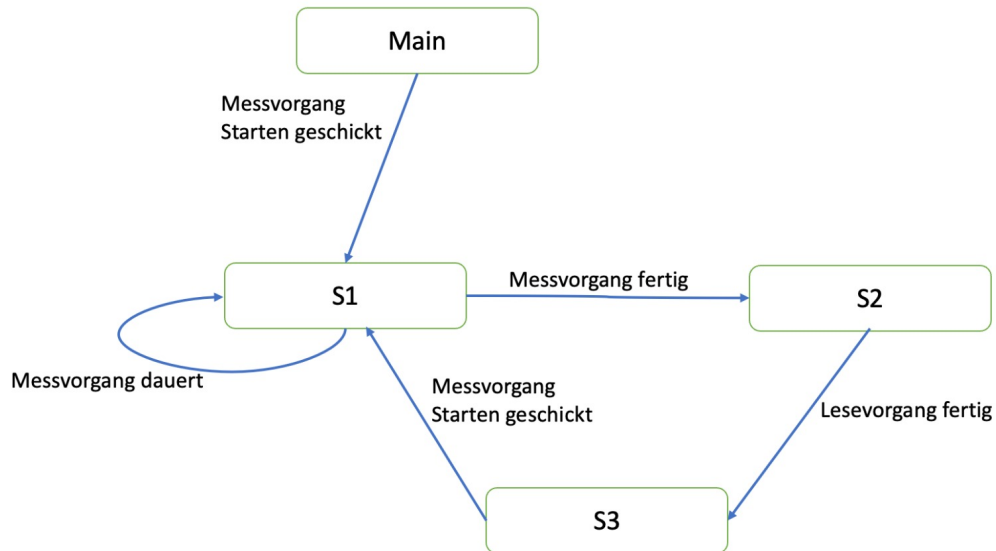 Main
Messvorgang
Starten geschickt
S1
Messvorgang fertig
S2
Messvorgang dauert
Messvorgang
Starten geschickt
Lesevorgang fertig
S3